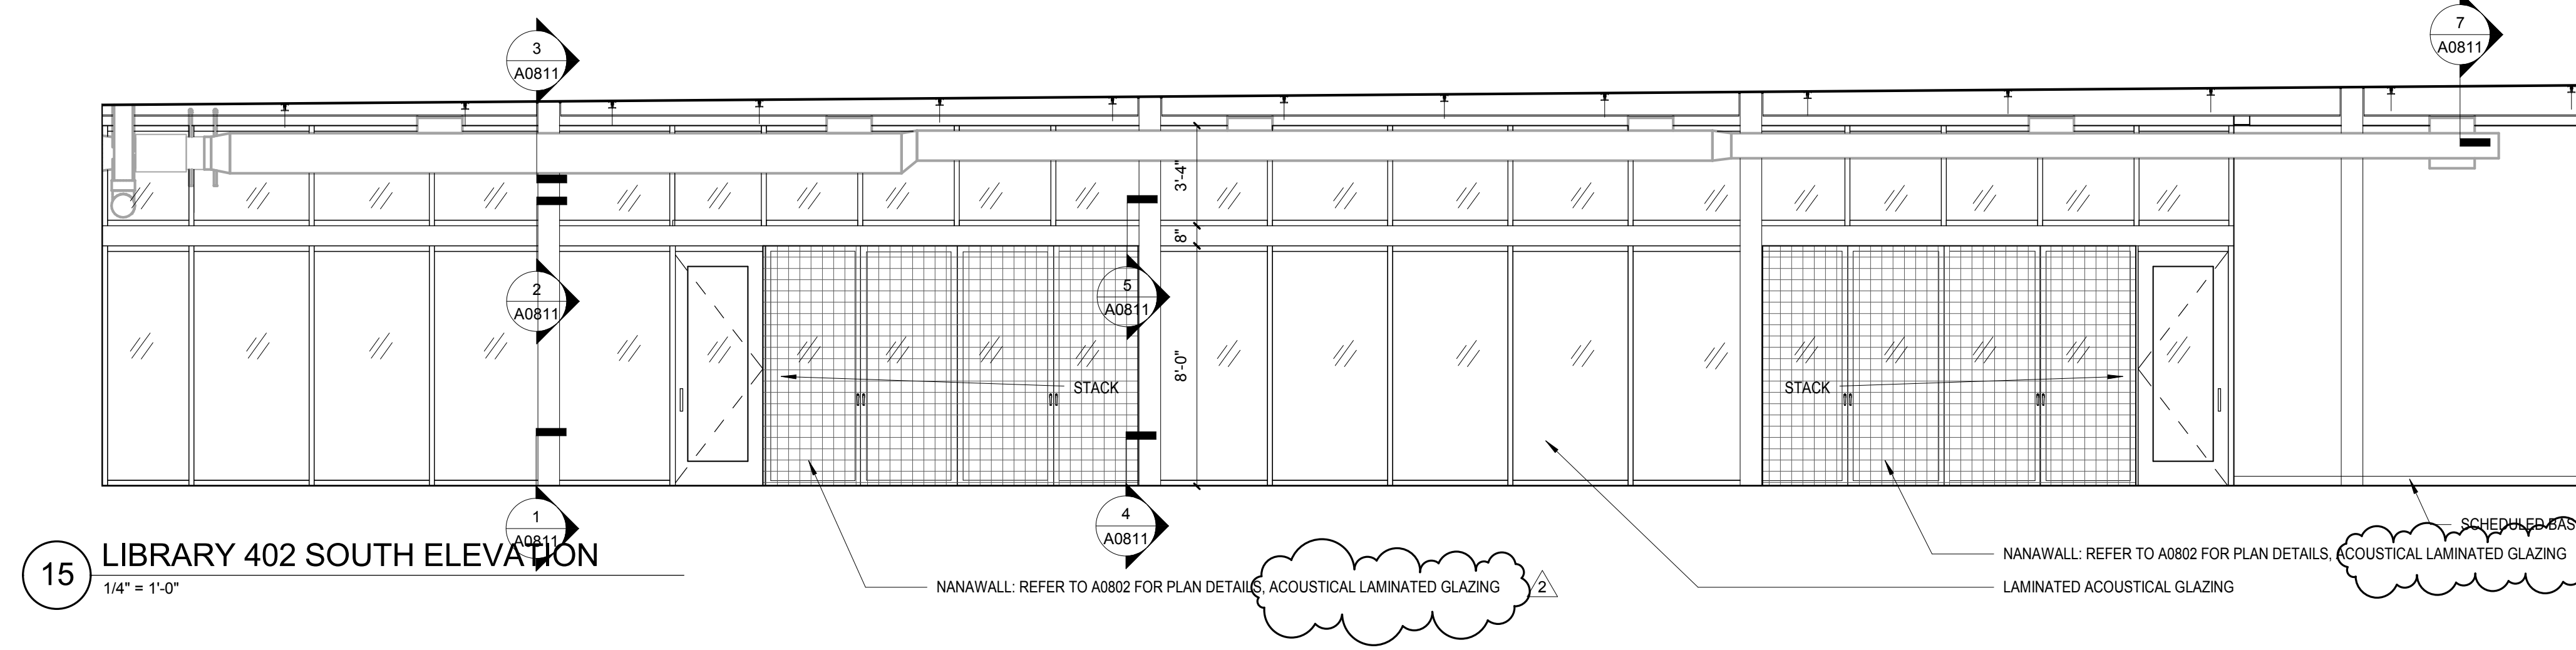 3
A0811
7
A0811
3'-4"
8"
2
A0811
5
A0811
8'-0"
STACK
STACK
1
A0811
4
A0811
SCHEDULED BAS
15
LIBRARY 402 SOUTH ELEVATION
1/4" = 1'-0"
NANAWALL: REFER TO A0802 FOR PLAN DETAILS, ACOUSTICAL LAMINATED GLAZING
NANAWALL: REFER TO A0802 FOR PLAN DETAILS, ACOUSTICAL LAMINATED GLAZING
2
LAMINATED ACOUSTICAL GLAZING